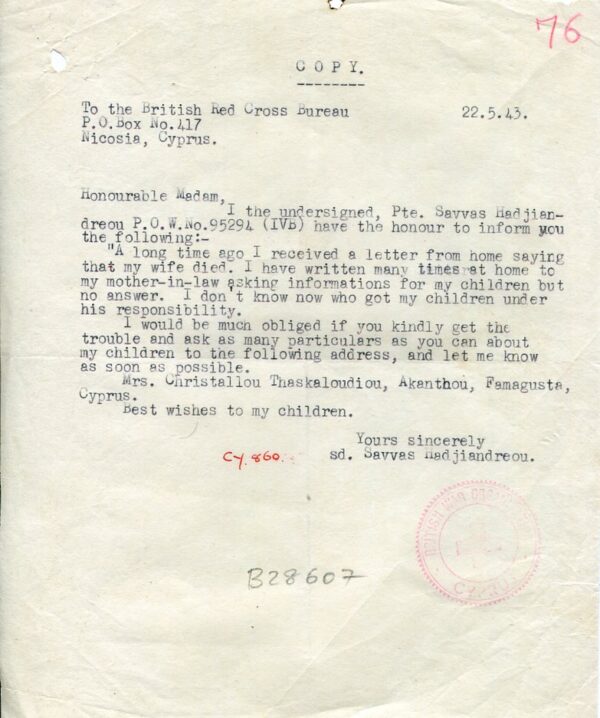 76
C O P Y.
To the British Red Cross Bureau 22.5.43.
P.O.Box No.417
Nicosia, Cyprus.
Honourable Madam,
I the undersigned, Pte. Savvas Hadjian-
dreou P.O.W.No.95294 (IVB) have the honour to inform you
the following:-
"A long time ago I received a letter from home saying
that my wife died. I have written many times at home to
my mother-in-law asking informations for my children but
no answer. I don't know now who got my children under
his responsibility.
I would be much obliged if you kindly get the
trouble and ask as many particulars as you can about
my children to the following address, and let me know
as soon as possible.
Mrs. Christallou Thaskaloudiou, Akanthou, Famagusta,
Cyprus.
Best wishes to my children.
Yours sincerely
Cy. 860. sd. Savvas Hadjiandreou.
BRITISH WAR
B28607